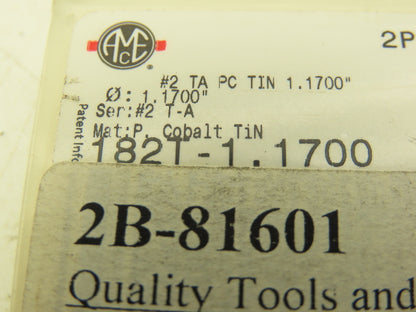 AMEC
2P
#2 TA PC TIN 1.1700"
Ø: 1.1700"
Ser:#2 T-A
Mat:P. Cobalt TiN
Patent Info
182T-1.1700
2B-81601
Quality Tools and